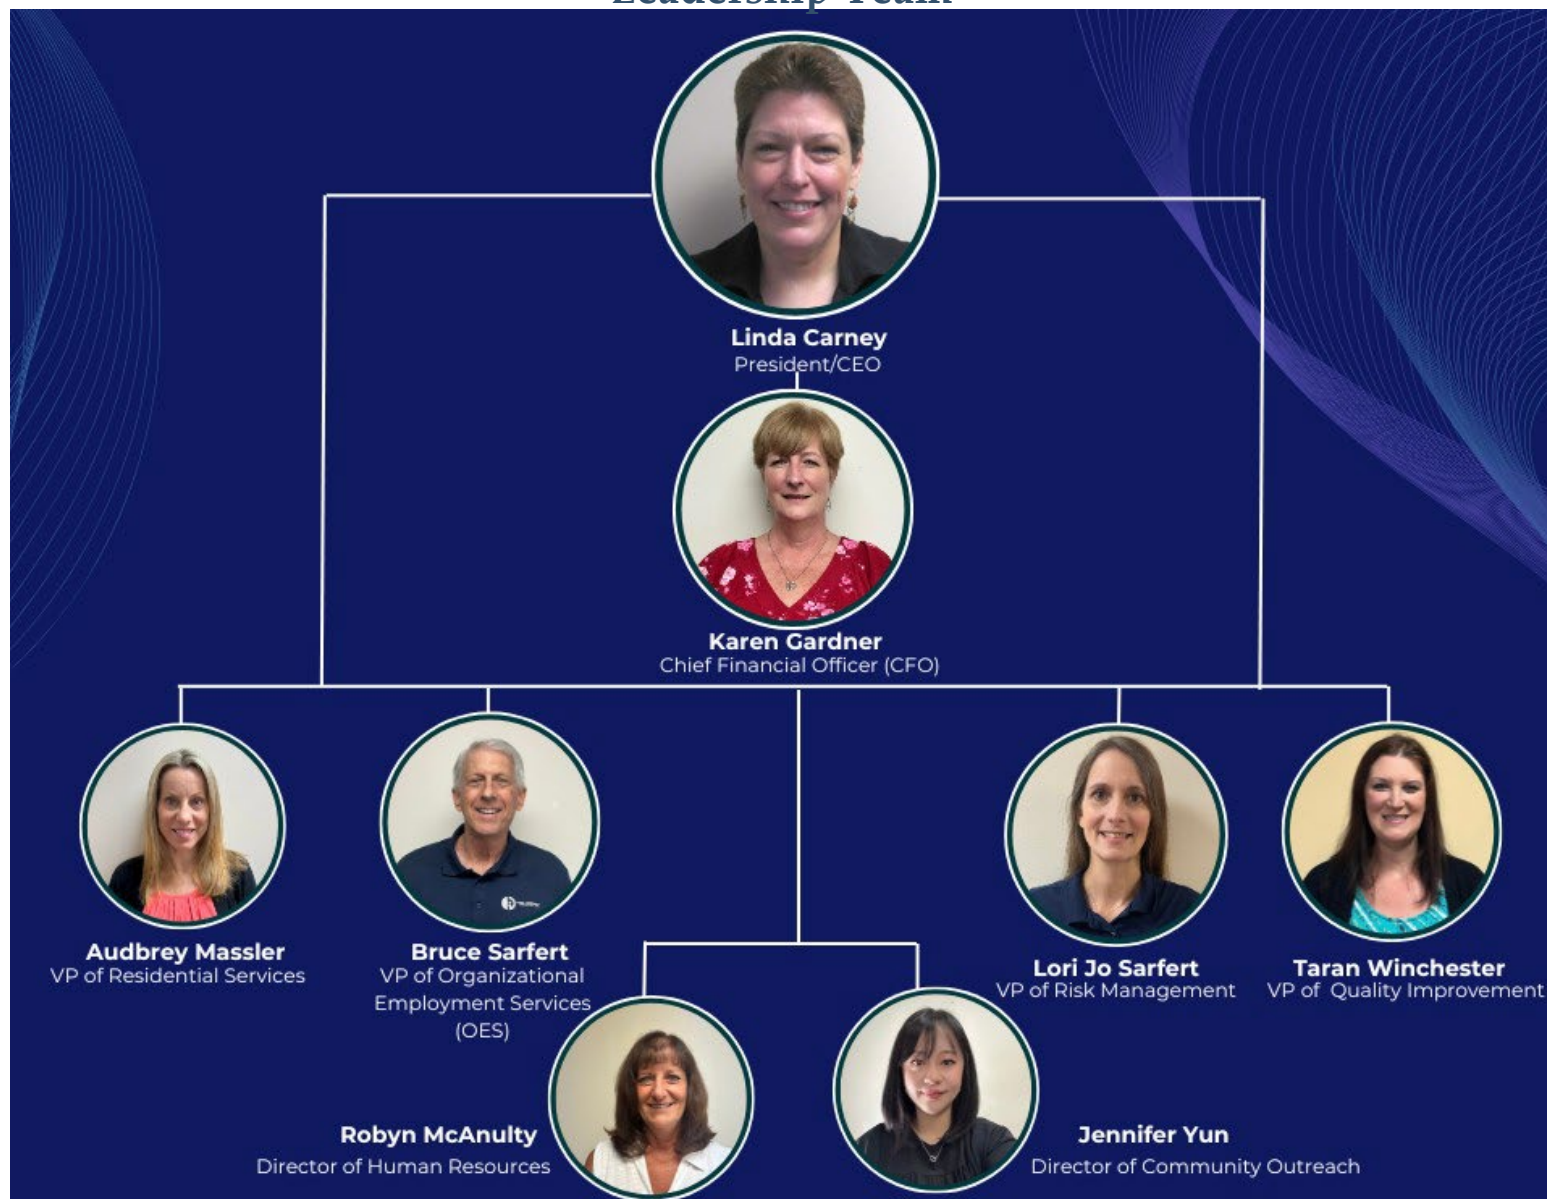 Leadership Team
Linda Carney
President/CEO
Karen Gardner
Chief Financial Officer (CFO)
Audbrey Massler
VP of Residential Services
Bruce Sarfert
VP of Organizational
Employment Services
(OES)
Lori Jo Sarfert
VP of Risk Management
Taran Winchester
VP of Quality Improvement
Robyn McAnulty
Director of Human Resources
Jennifer Yun
Director of Community Outreach